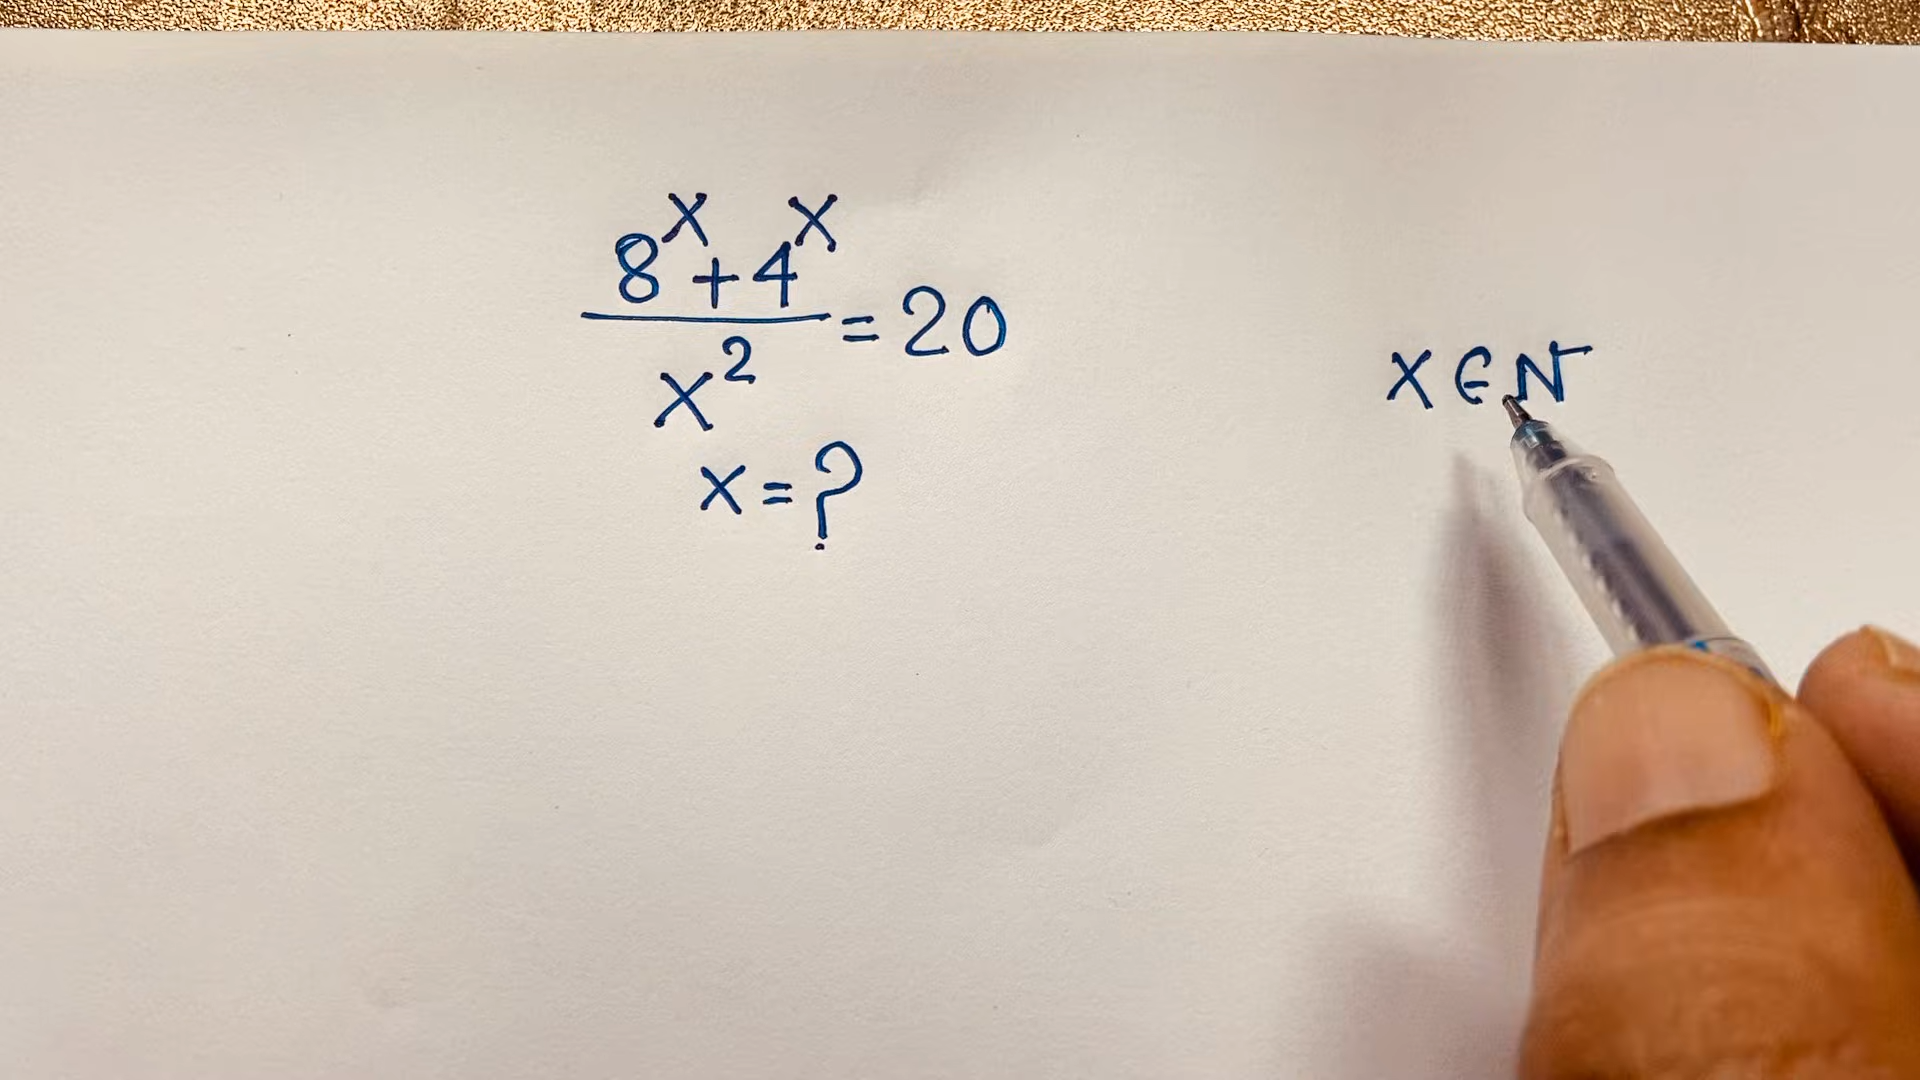 8^x + 4^x
/ x^2 = 20
x = ?
x ∈ N